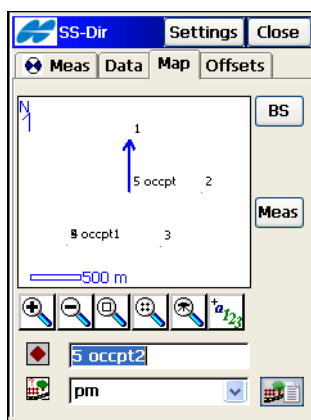 SS-Dir Settings Close
Meas Data Map Offsets
N
1
BS
5 occpt 2
Meas
occpt1 3
500 m
+a123
5 occpt2
pm